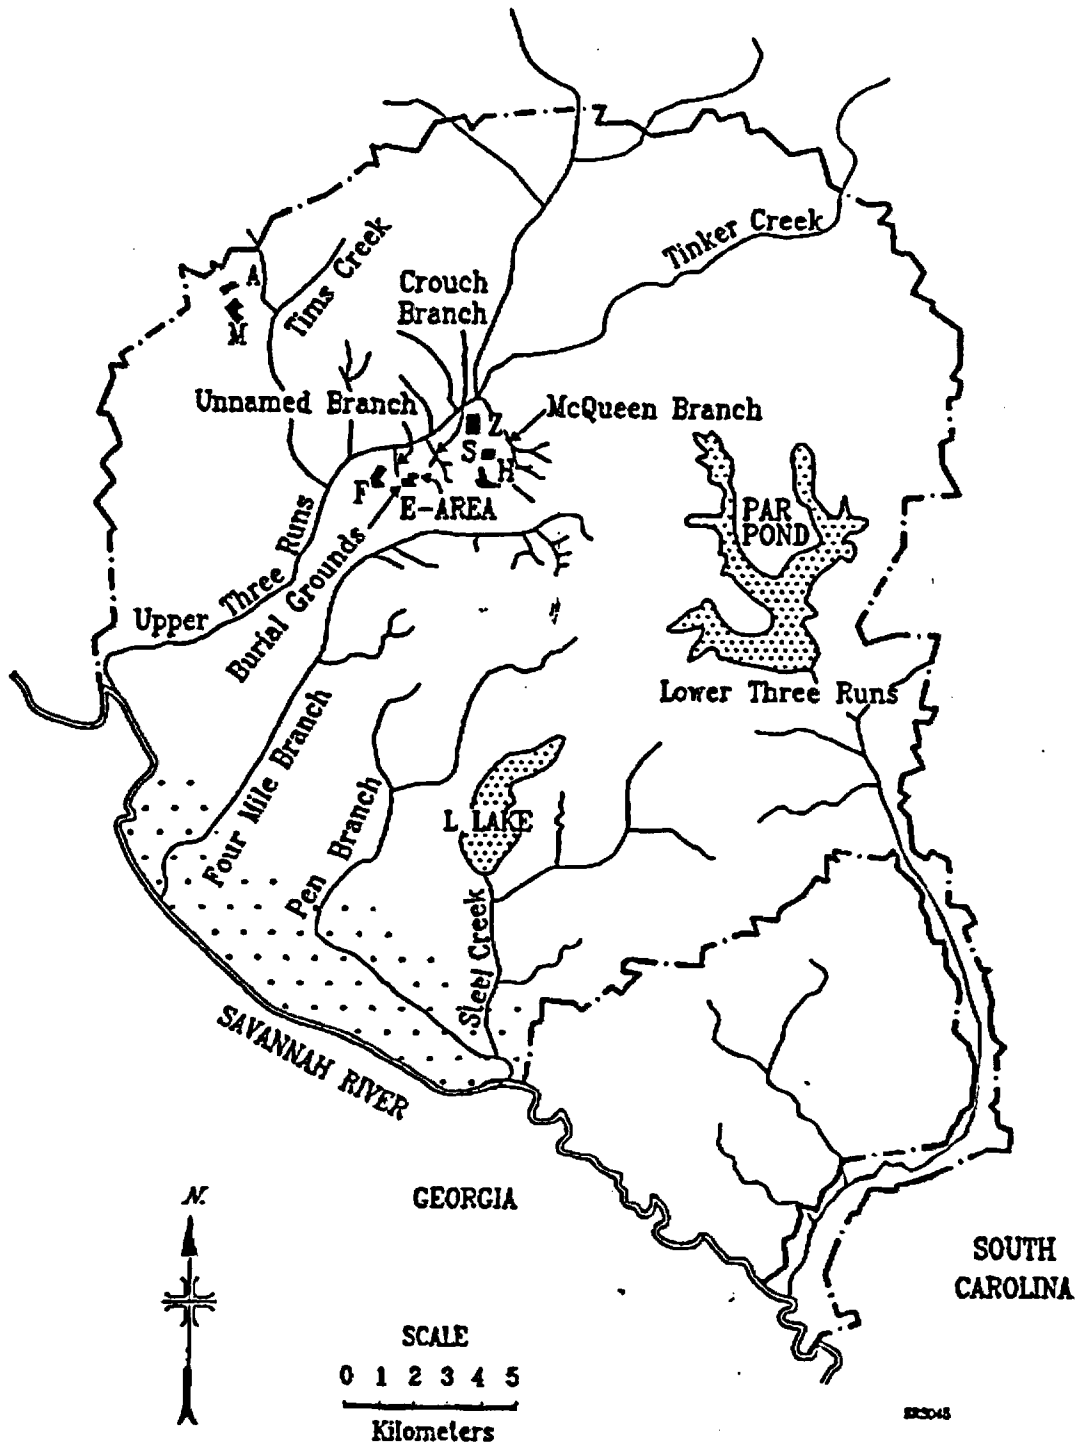 Tinker Creek
Tims Creek
A
M
Crouch
Branch
Unnamed Branch
McQueen Branch
Z
S
H
F
E-AREA
PAR
POND
Burial Grounds
Upper Three Runs
Lower Three Runs
Four Mile Branch
Pen Branch
L LAKE
Steel Creek
SAVANNAH RIVER
N.
GEORGIA
SOUTH
CAROLINA
SCALE
0 1 2 3 4 5
Kilometers